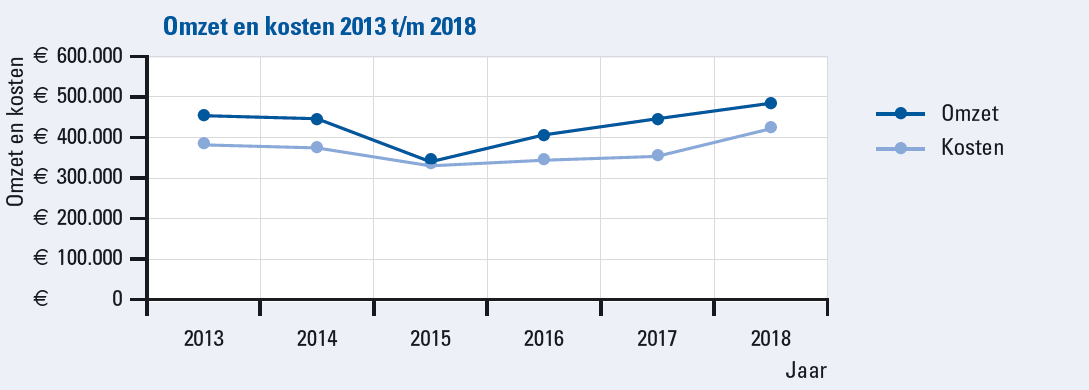 Omzet en kosten 2013 t/m 2018
Omzet en kosten
€ 600.000
€ 500.000
€ 400.000
€ 300.000
€ 200.000
€ 100.000
€ 0
2013 2014 2015 2016 2017 2018
Jaar
Omzet
Kosten